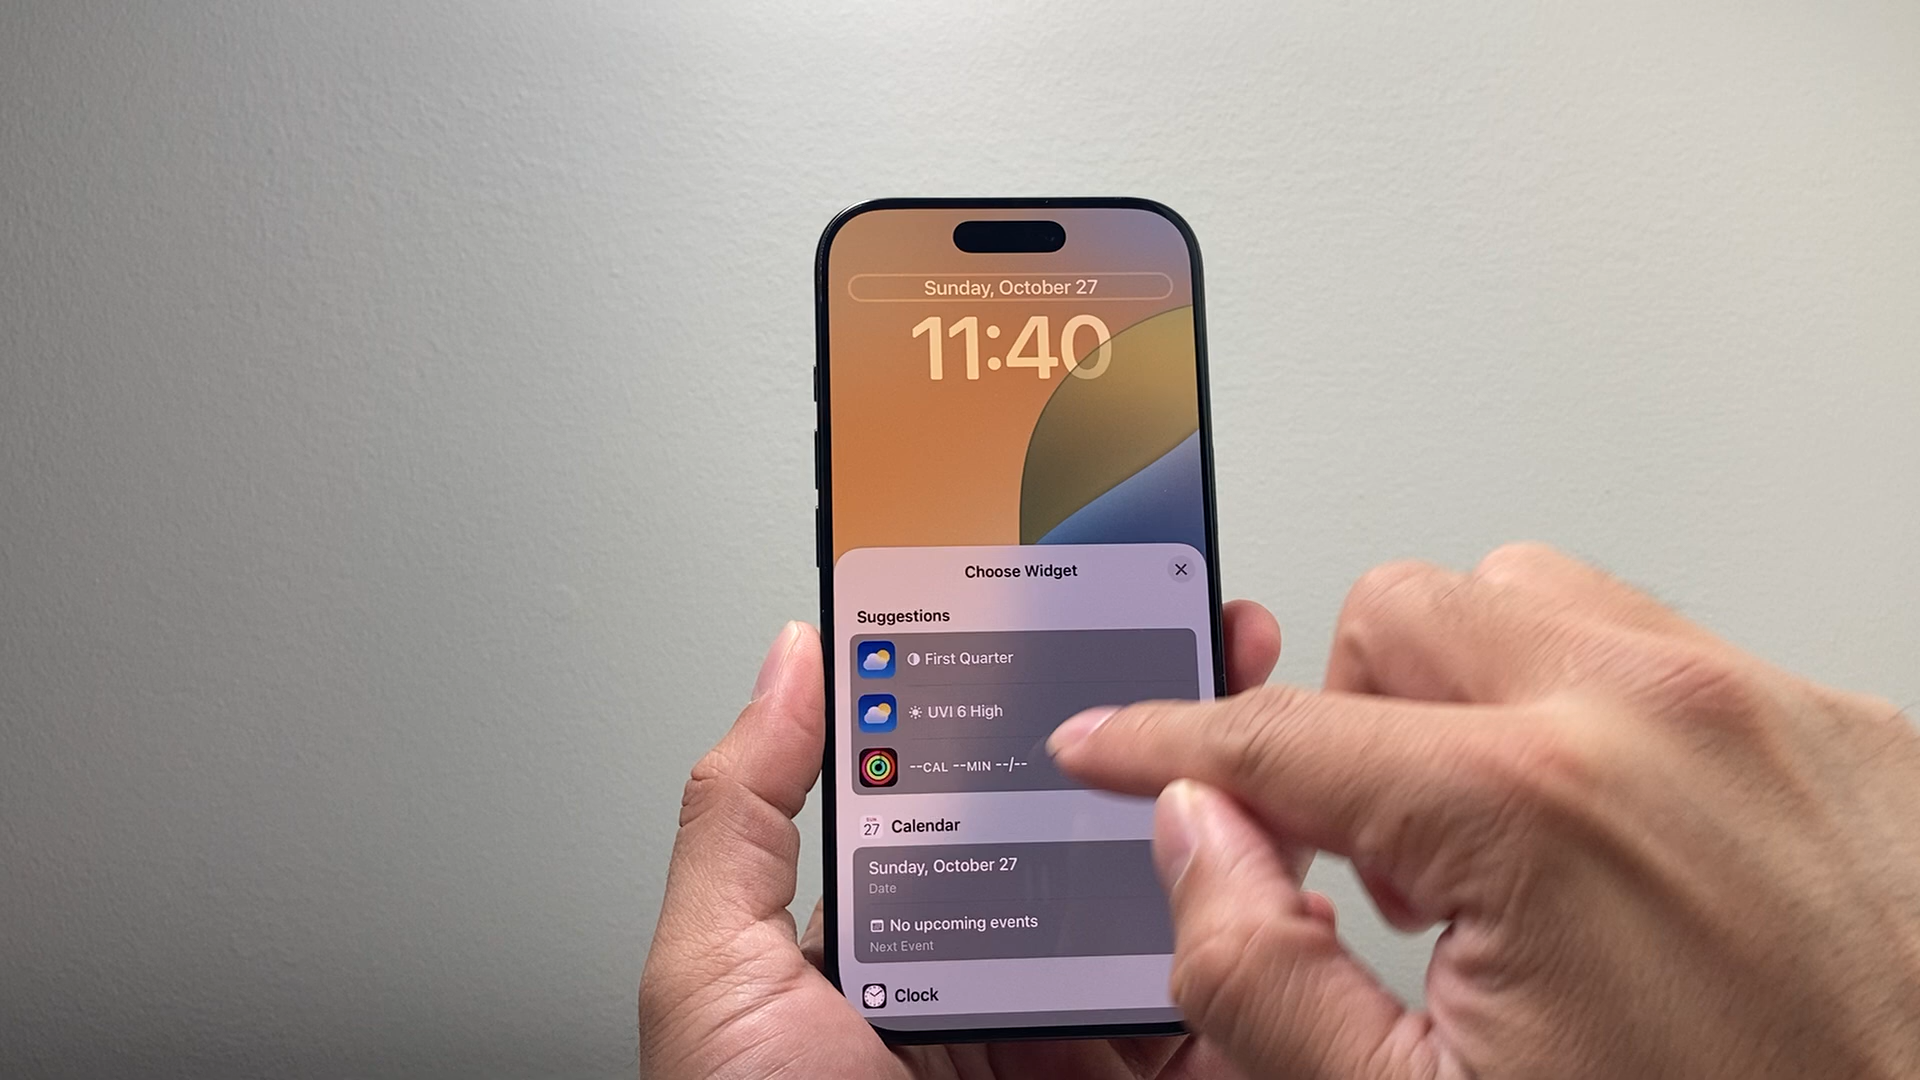 Sunday, October 27
11:40
Choose Widget
Suggestions
First Quarter
UVI 6 High
--CAL --MIN --/--
SUN
27
Calendar
Sunday, October 27
Date
No upcoming events
Next Event
Clock